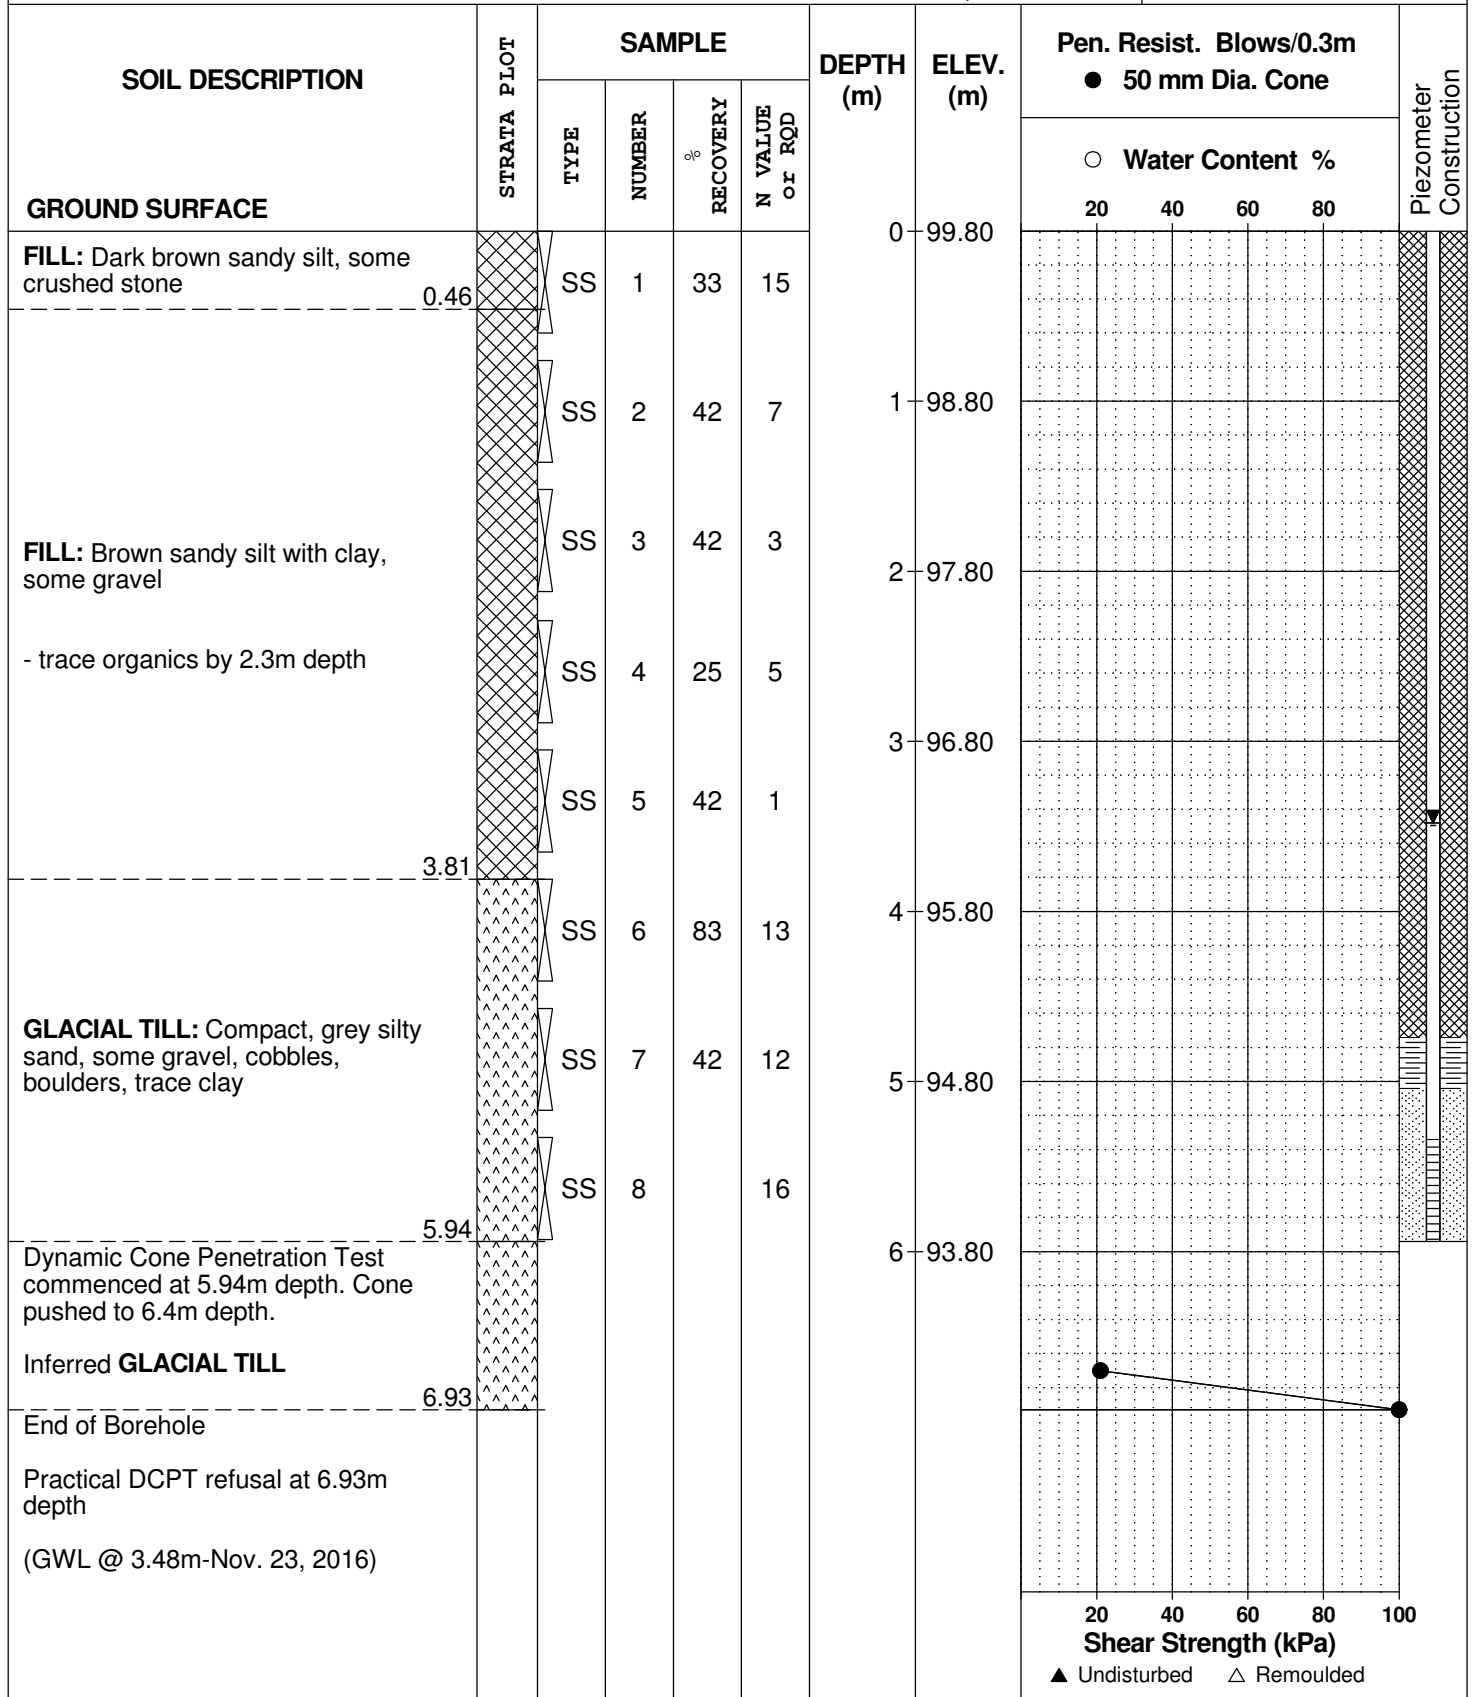 SOIL DESCRIPTION
GROUND SURFACE
STRATA PLOT
SAMPLE
TYPE
NUMBER
% RECOVERY
N VALUE
or RQD
DEPTH
(m)
ELEV.
(m)
Pen. Resist. Blows/0.3m
● 50 mm Dia. Cone
○ Water Content %
20 40 60 80
Piezometer
Construction
0 99.80
FILL: Dark brown sandy silt, some
crushed stone
0.46
SS 1 33 15
SS 2 42 7
1 98.80
FILL: Brown sandy silt with clay,
some gravel
SS 3 42 3
2 97.80
- trace organics by 2.3m depth
SS 4 25 5
3 96.80
SS 5 42 1
3.81
4 95.80
SS 6 83 13
GLACIAL TILL: Compact, grey silty
sand, some gravel, cobbles,
boulders, trace clay
SS 7 42 12
5 94.80
SS 8 16
5.94
6 93.80
Dynamic Cone Penetration Test
commenced at 5.94m depth. Cone
pushed to 6.4m depth.
Inferred GLACIAL TILL
6.93
End of Borehole
Practical DCPT refusal at 6.93m
depth
(GWL @ 3.48m-Nov. 23, 2016)
20 40 60 80 100
Shear Strength (kPa)
▲ Undisturbed △ Remoulded